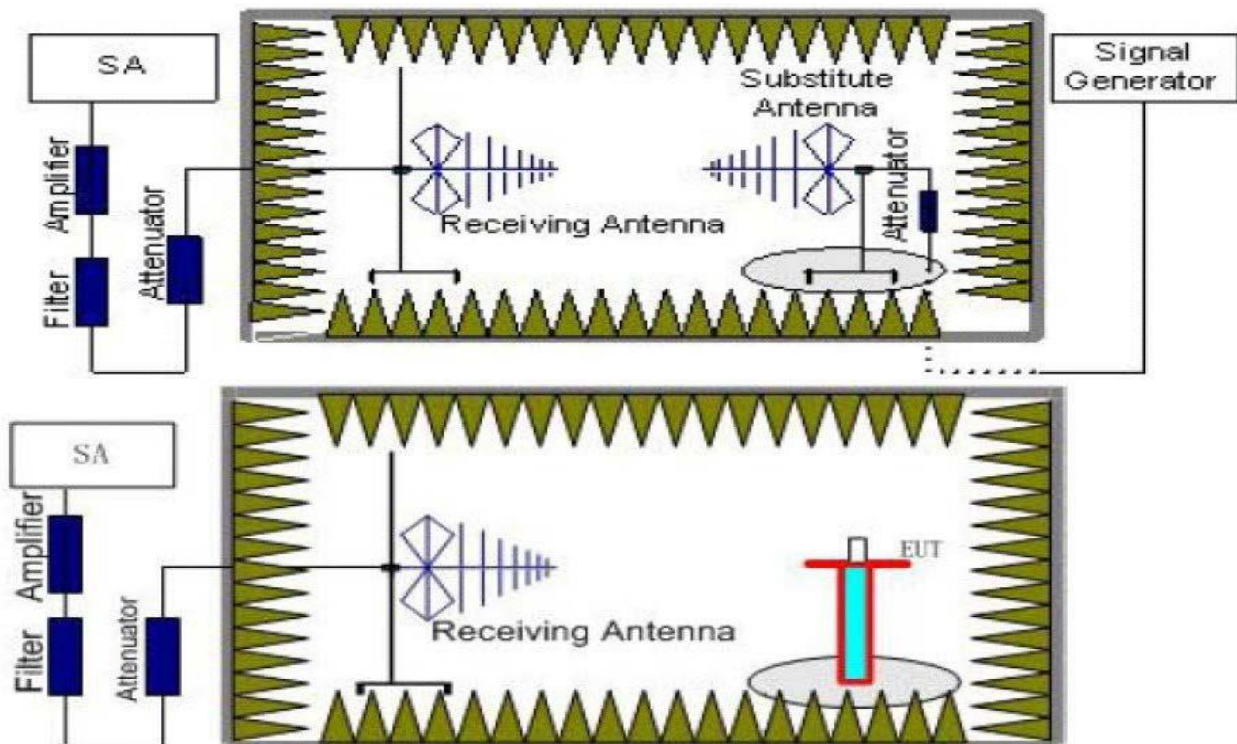 SA
Signal
Generator
Substitute
Antenna
Amplifier
Attenuator
Filter
Receiving Antenna
Attenuator
SA
Amplifier
EUT
Filter
Attenuator
Receiving Antenna